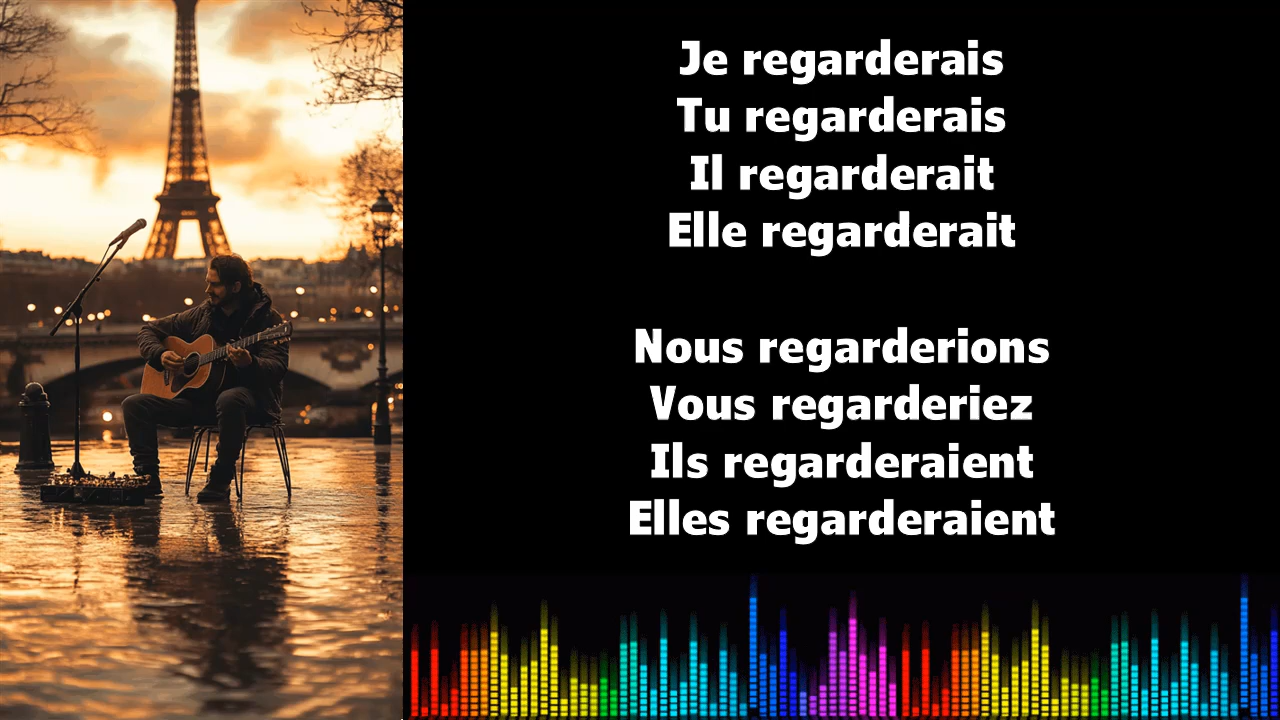 Je regarderais
Tu regarderais
Il regarderait
Elle regarderait
Nous regarderions
Vous regarderiez
Ils regarderaient
Elles regarderaient